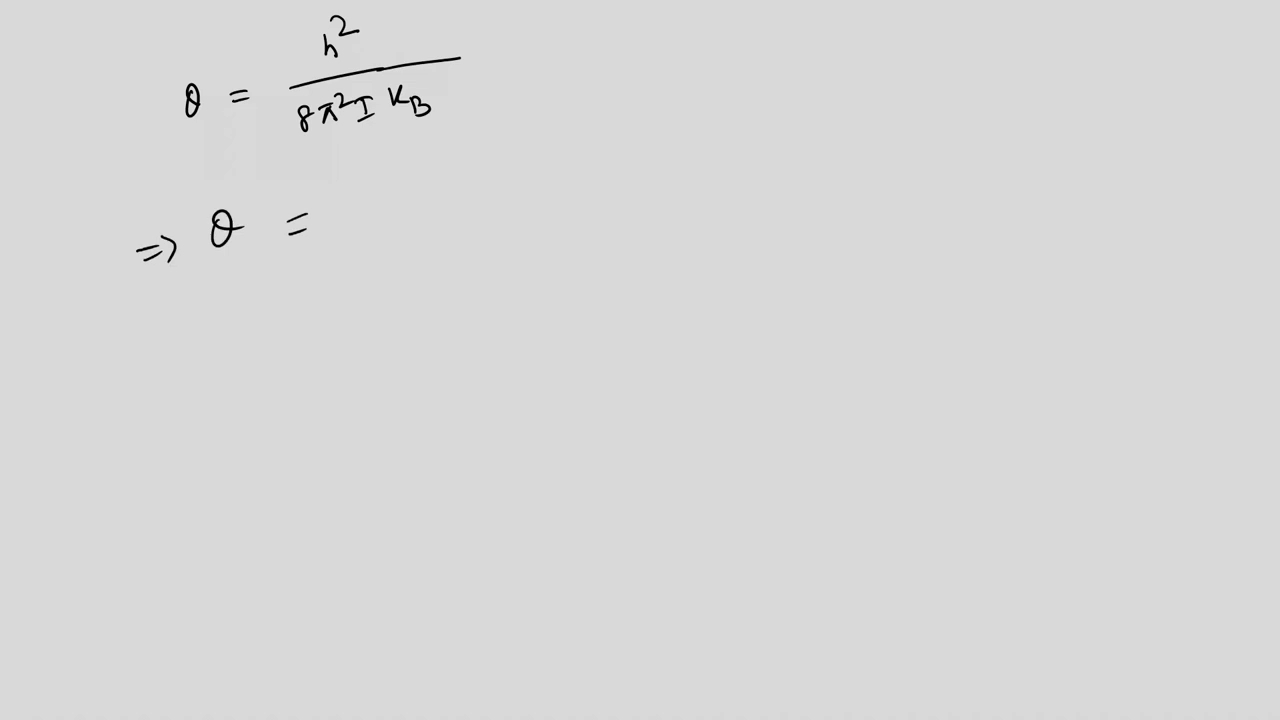 θ = h² / 8π²I K_B
⇒ θ =